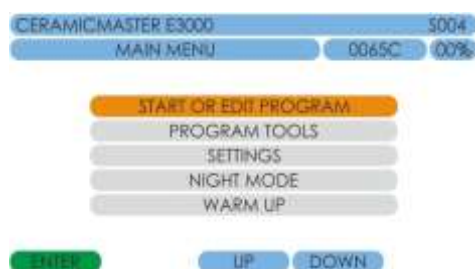 CERAMICMASTER E3000 S004
MAIN MENU 0065C 00%
START OR EDIT PROGRAM
PROGRAM TOOLS
SETTINGS
NIGHT MODE
WARM UP
ENTER UP DOWN